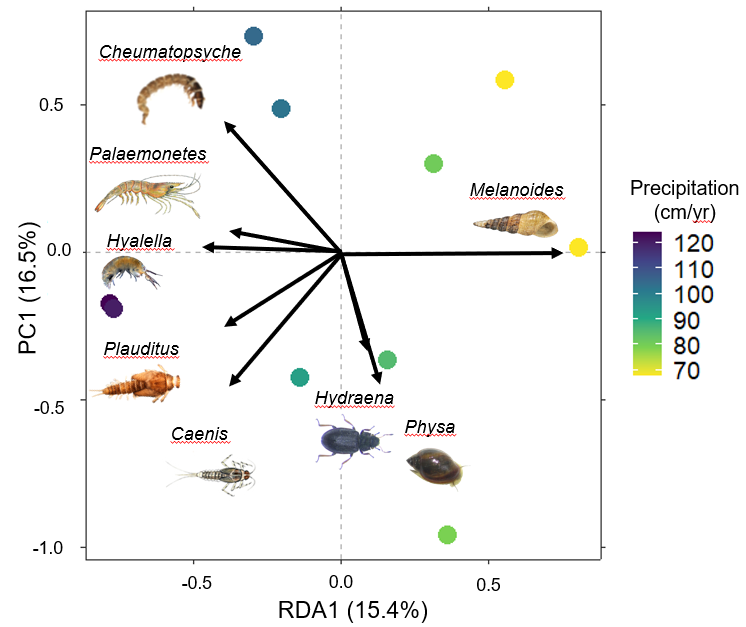 Cheumatopsyche
0.5
Palaemonetes
Melanoides
Precipitation
(cm/yr)
Hyalella
0.0
120
110
100
90
80
70
PC1 (16.5%)
Plauditus
-0.5
Hydraena
Caenis
Physa
-1.0
-0.5
0.0
0.5
RDA1 (15.4%)